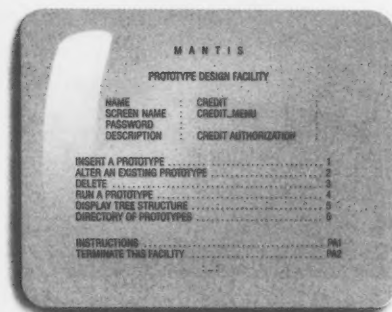 MANTIS
PROTOTYPE DESIGN FACILITY
NAME : CREDIT
SCREEN NAME : CREDIT_MENU
PASSWORD :
DESCRIPTION : CREDIT AUTHORIZATION
INSERT A PROTOTYPE ........................ 1
ALTER AN EXISTING PROTOTYPE ........................ 2
DELETE ........................ 3
RUN A PROTOTYPE ........................ 4
DISPLAY TREE STRUCTURE ........................ 5
DIRECTORY OF PROTOTYPES ........................ 6
INSTRUCTIONS ........................ PA1
TERMINATE THIS FACILITY ........................ PA2